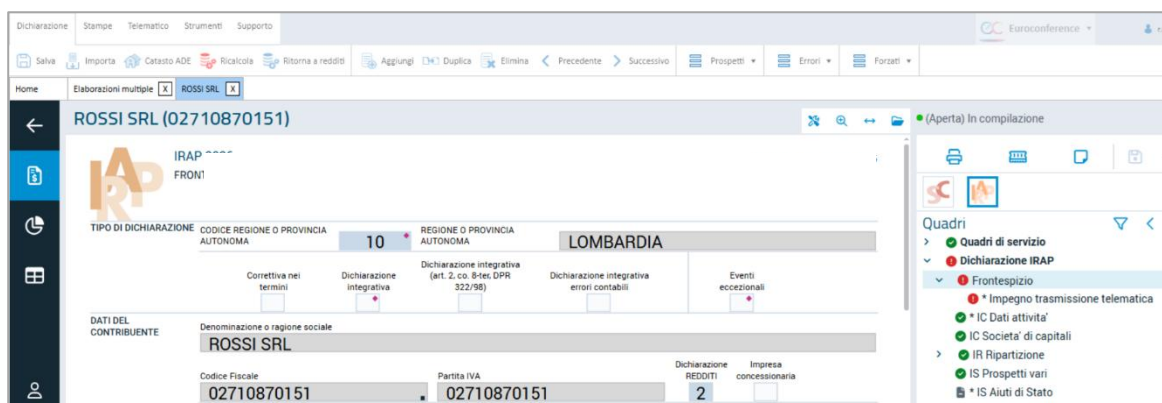 Dichiarazione Stampe Telematico Strumenti Supporto Euroconference
Salva Importa Catasto ADE Ricalcola Ritorna a redditi Aggiungi Duplica Elimina Precedente Successivo Prospetti Errori Forzati
Home Elaborazioni multiple X ROSSI SRL X
ROSSI SRL (02710870151)
(Aperta) In compilazione
IRAP
IRAP
SC IRAP
Quadri
Quadri di servizio
Dichiarazione IRAP
Frontespizio
* Impegno trasmissione telematica
* IC Dati attivita'
IC Societa' di capitali
IR Ripartizione
IS Prospetti vari
* IS Aiuti di Stato
TIPO DI DICHIARAZIONE
CODICE REGIONE O PROVINCIA
AUTONOMA
10
REGIONE O PROVINCIA
AUTONOMA
LOMBARDIA
Correttiva nei
termini
Dichiarazione
integrativa
Dichiarazione integrativa
(art. 2, co. 8-ter, DPR
322/98)
Dichiarazione integrativa
errori contabili
Eventi
eccezionali
DATI DEL
CONTRIBUENTE
Denominazione o ragione sociale
ROSSI SRL
Codice Fiscale
02710870151
Partita IVA
02710870151
Dichiarazione
REDDITI
2
Impresa
concessionaria